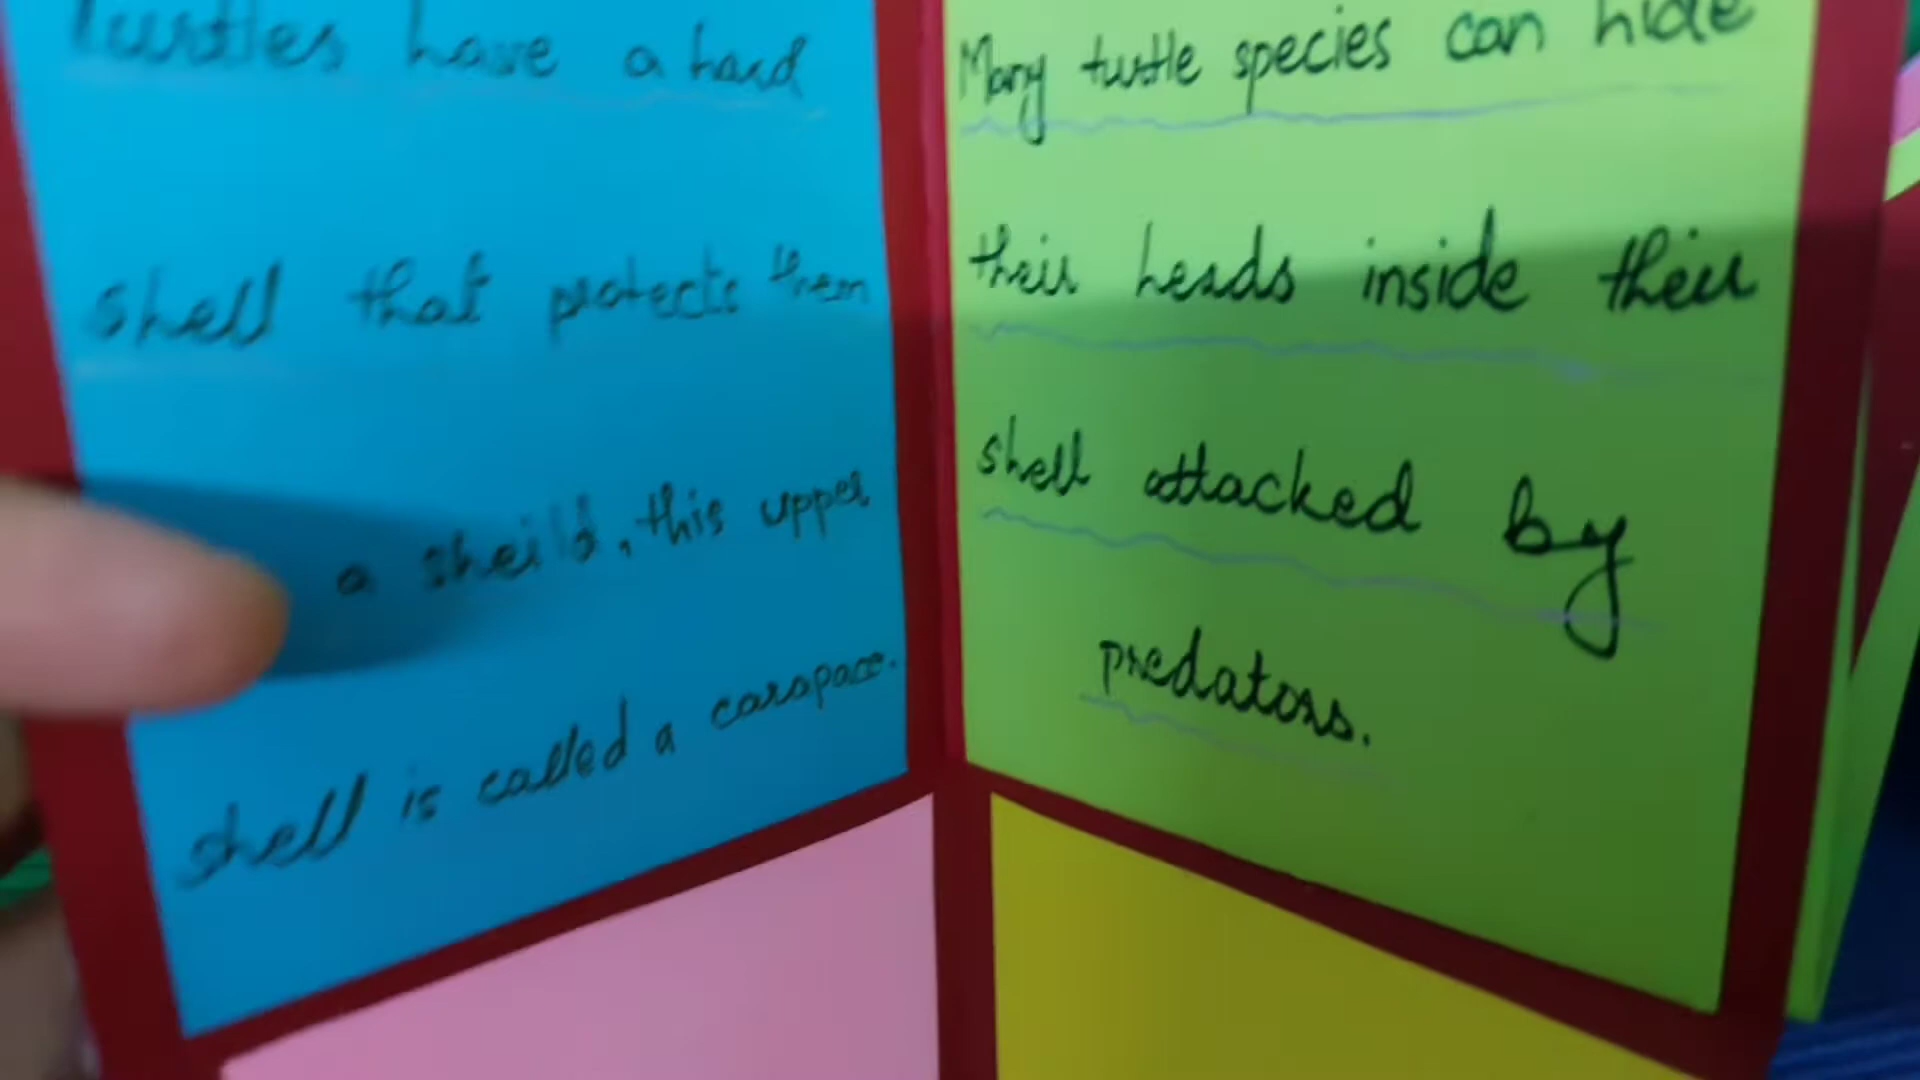 Turtles have a hard
shell that protects them
a sheild, this upper
shell is called a carapace.
Many turtle species can hide
their heads inside their
shell attacked by
predators.